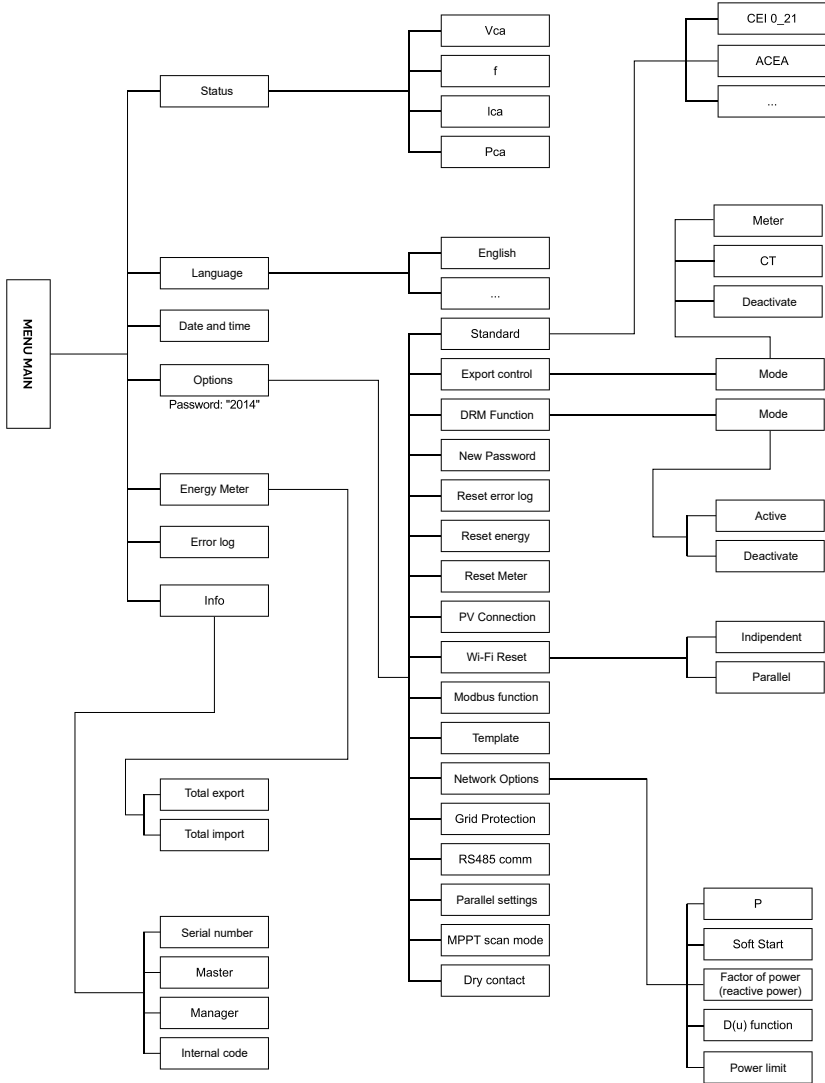 MENU MAIN
Status
Vca
f
Ica
Pca
Language
English
...
Date and time
Options
Password: "2014"
Standard
CEI 0_21
ACEA
...
Export control
Mode
Meter
CT
Deactivate
DRM Function
Mode
Active
Deactivate
New Password
Reset error log
Reset energy
Reset Meter
PV Connection
Wi-Fi Reset
Indipendent
Parallel
Modbus function
Template
Network Options
P
Soft Start
Factor of power
(reactive power)
D(u) function
Power limit
Grid Protection
RS485 comm
Parallel settings
MPPT scan mode
Dry contact
Energy Meter
Total export
Total import
Error log
Info
Serial number
Master
Manager
Internal code